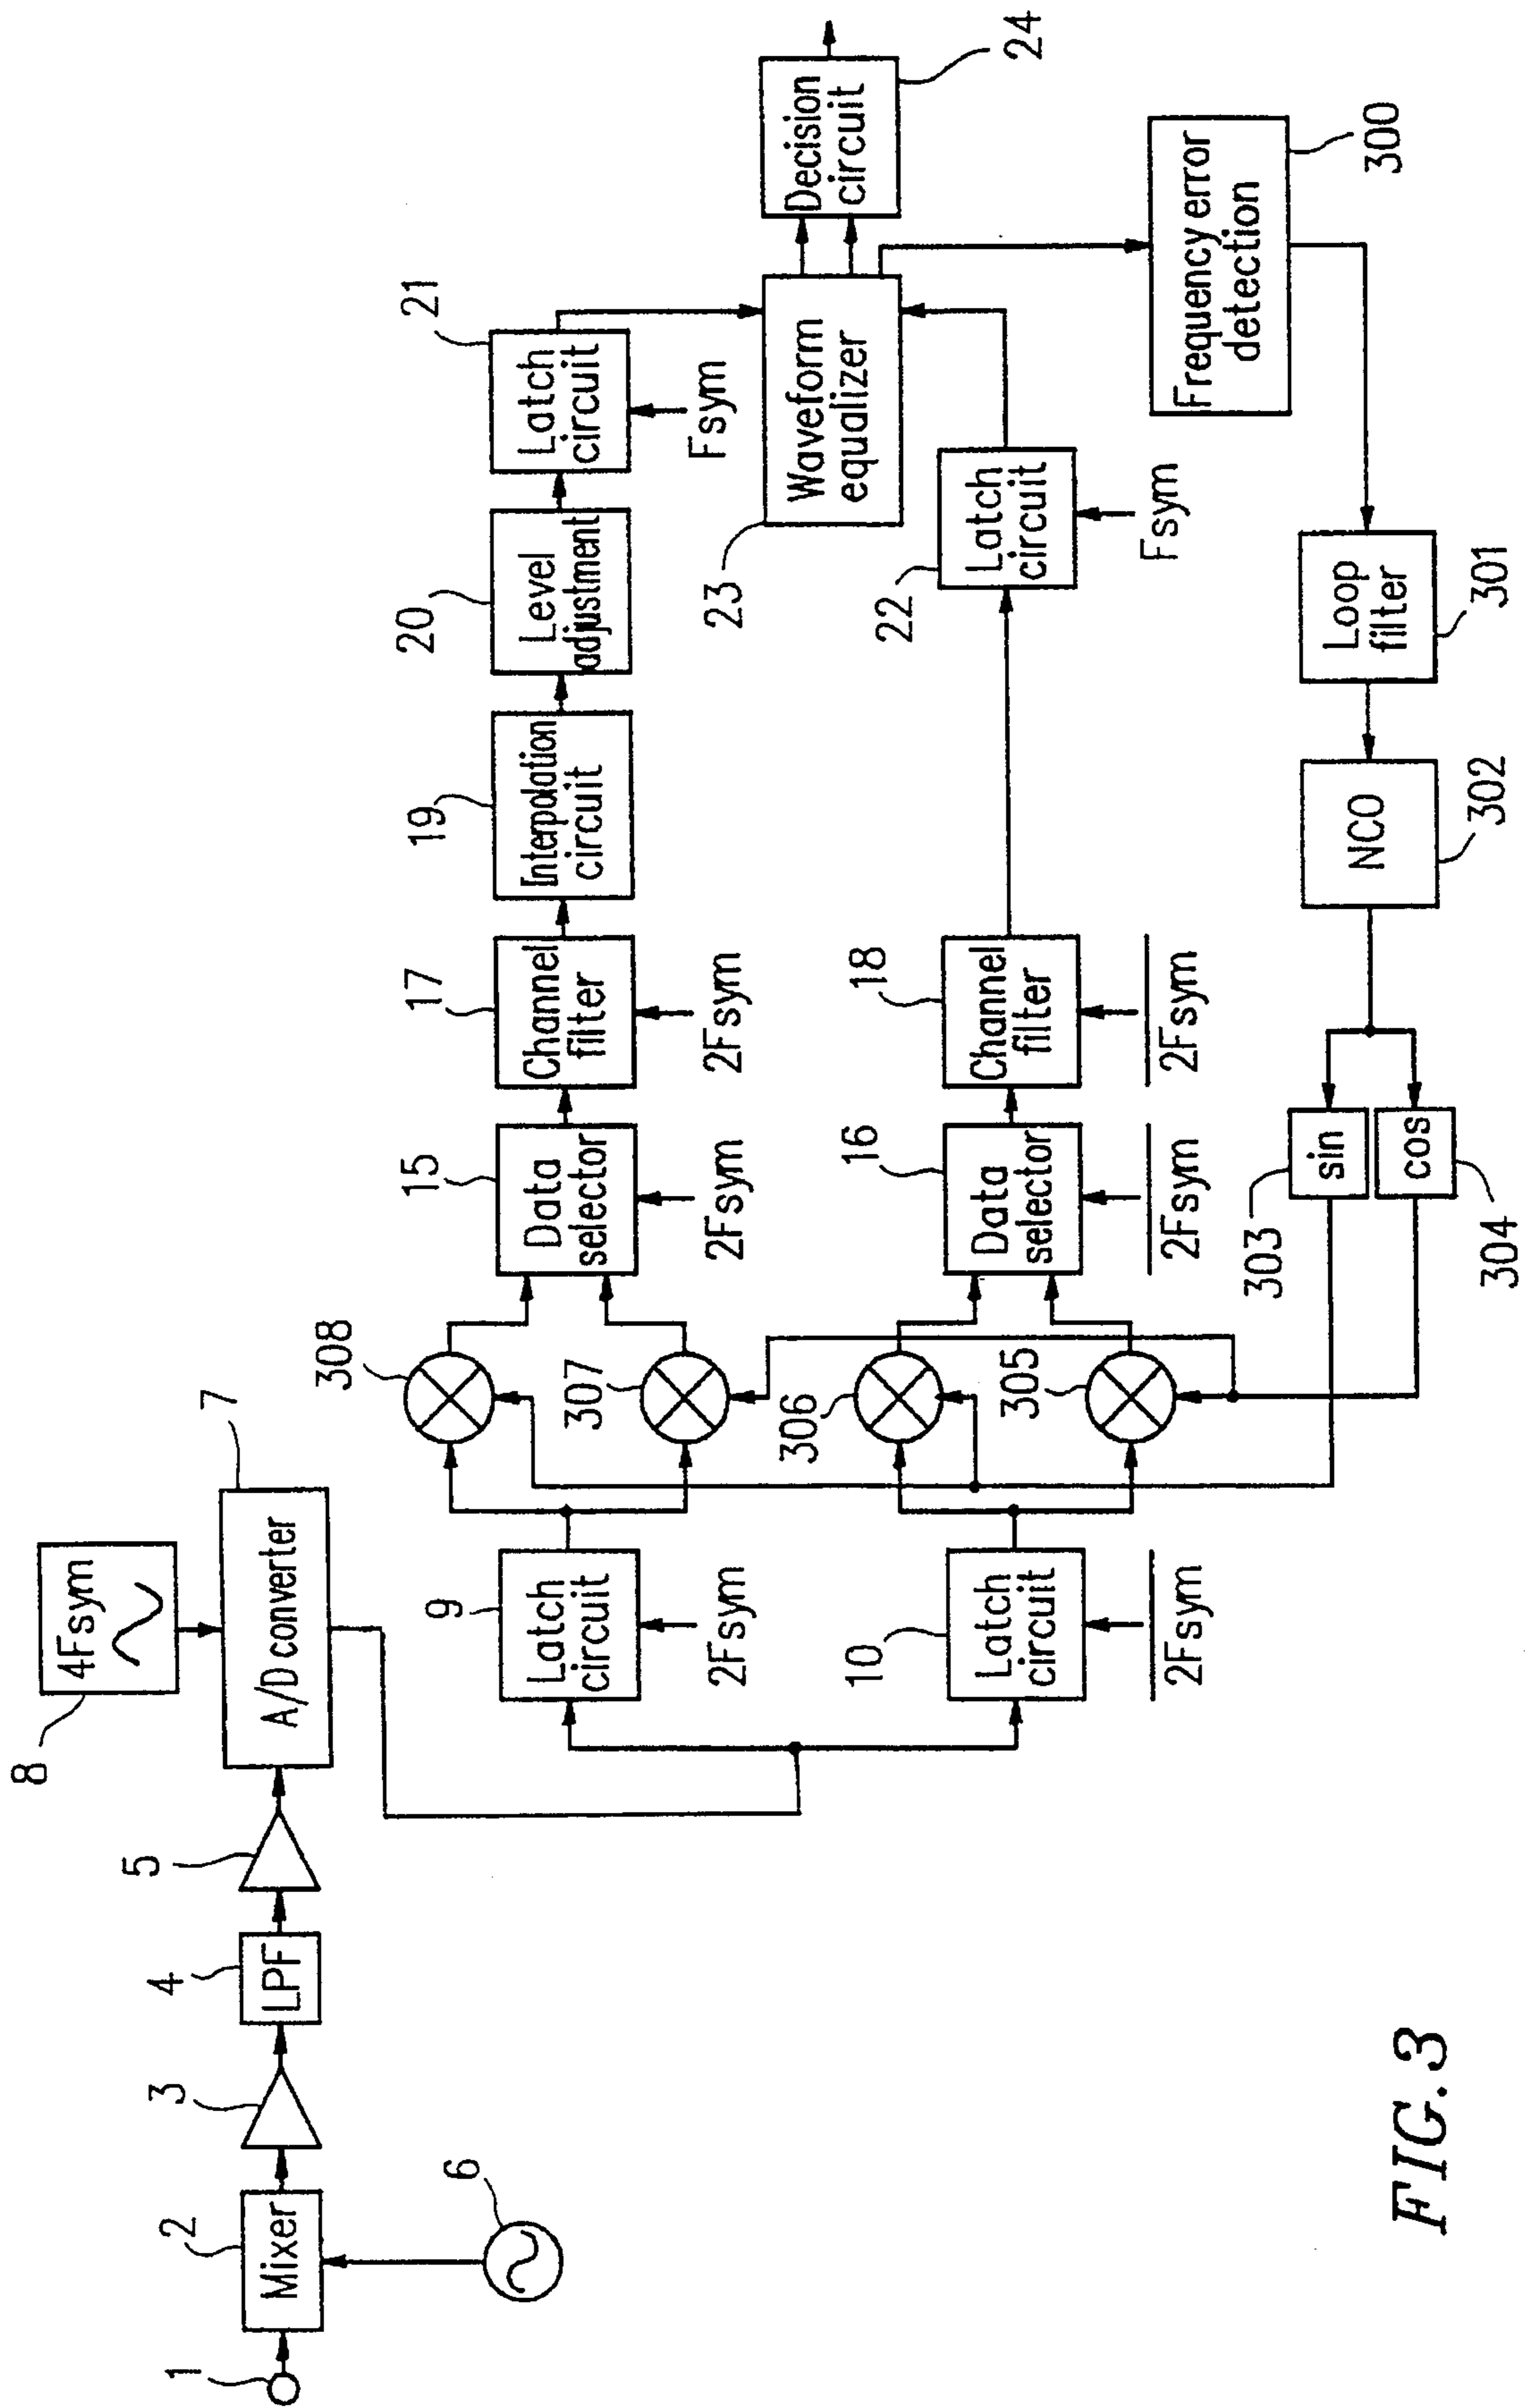 1
2
Mixer
3
4
LPF
5
6
7
A/D converter
8
4Fsym
9
Latch
circuit
2Fsym
10
Latch
circuit
2Fsym
308
307
306
305
15
Data
selector
2Fsym
16
Data
selector
2Fsym
17
Channel
filter
2Fsym
18
Channel
filter
2Fsym
19
Interpolation
circuit
20
Level
adjustment
21
Latch
circuit
Fsym
22
Latch
circuit
Fsym
23
Waveform
equalizer
Decision
circuit
24
Frequency error
detection
300
Loop
filter
301
NCO
302
303
sin
cos
304
FIG. 3